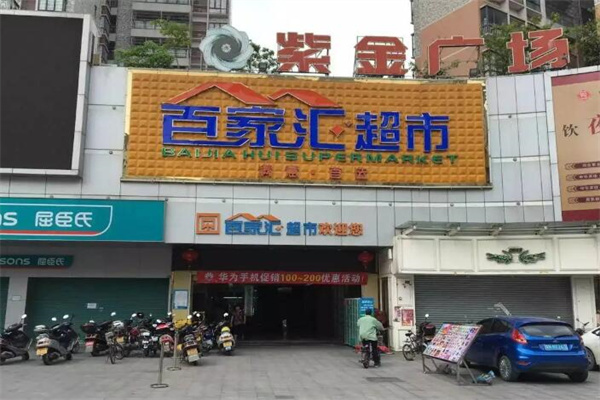 紫金广场
百家汇超市
BAIJIA HUI SUPERMARKET
百家汇超市欢迎您
sons 屈臣氏
sons 屈臣氏
华为手机促销100~200优惠活动!
饮